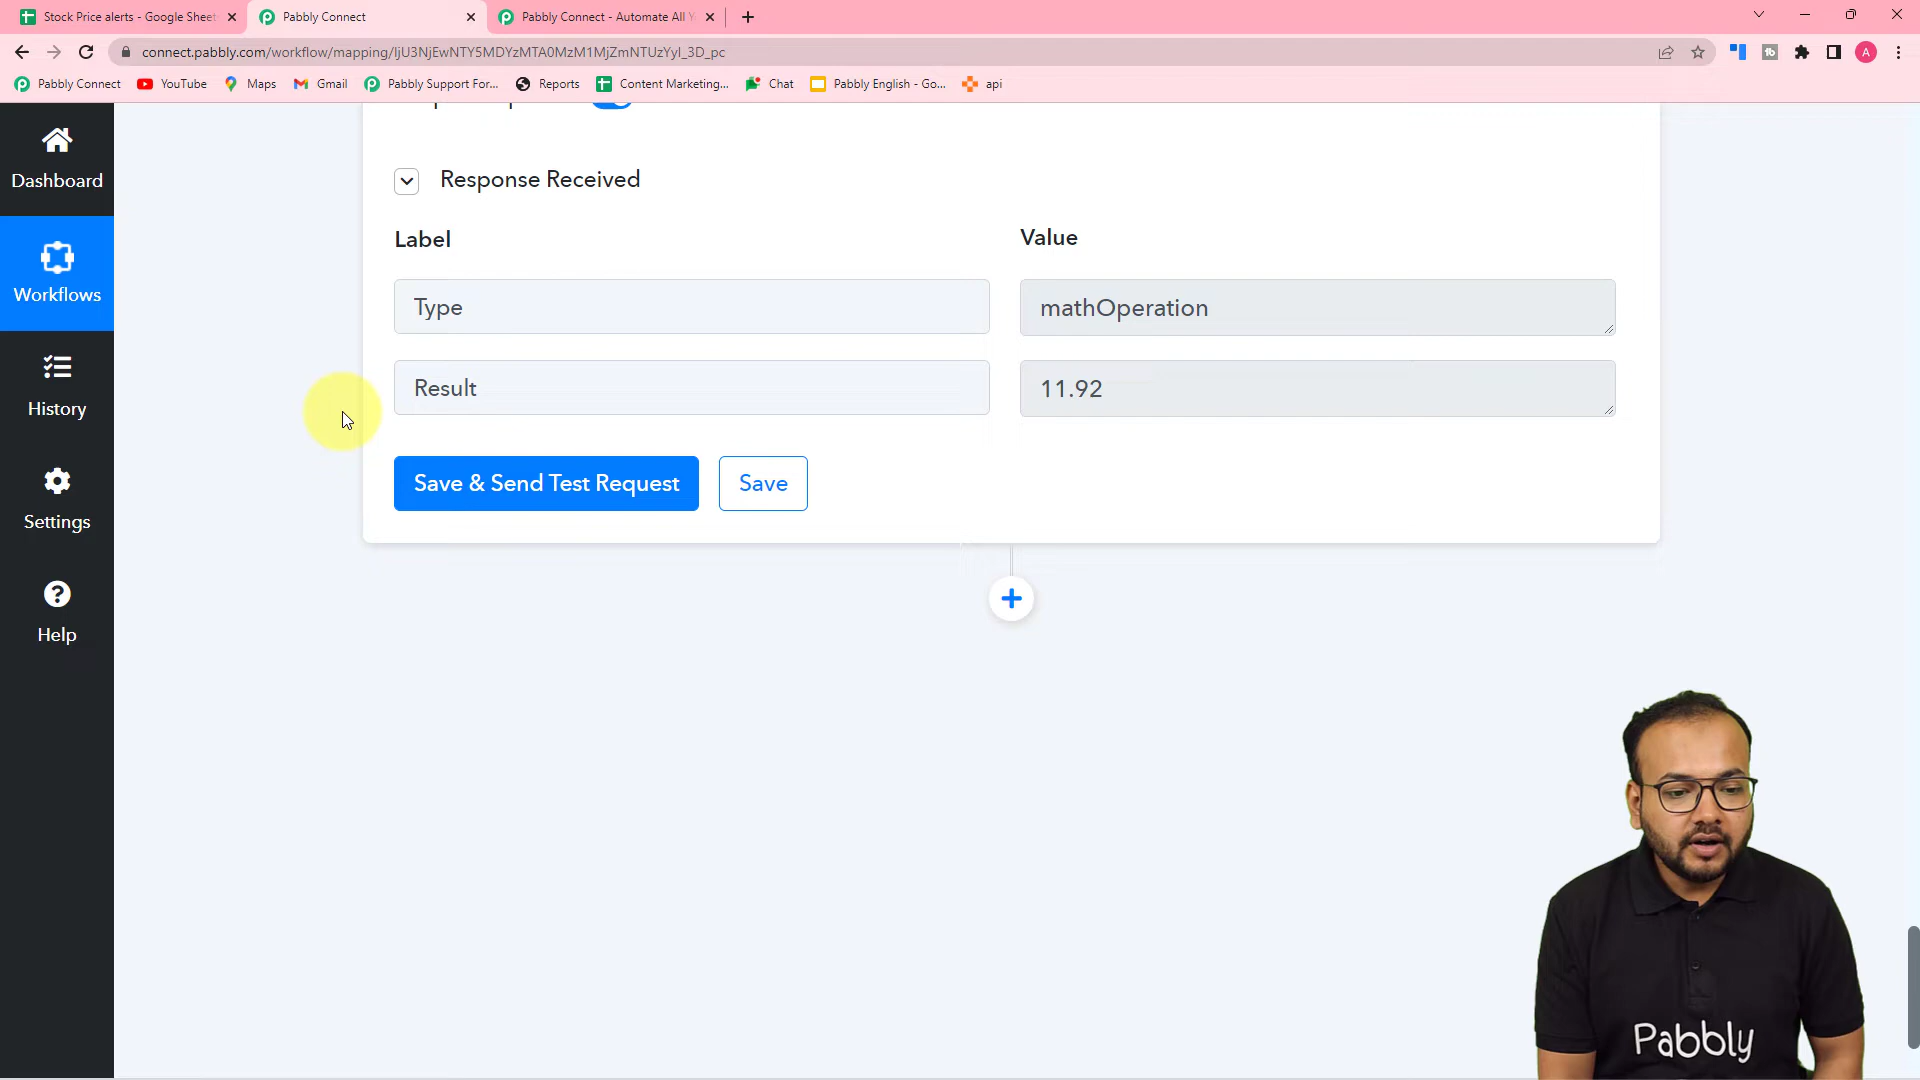 Stock Price alerts - Google Sheet
Pabbly Connect
Pabbly Connect - Automate All Y
connect.pabbly.com/workflow/mapping/IjU3NjEwNTY5MDYzMTA0MzM1MjZmNTUzYyI_3D_pc
A
Pabbly Connect
YouTube
Maps
Gmail
Pabbly Support For...
Reports
Content Marketing...
Chat
Pabbly English - Go...
api
Dashboard
Workflows
History
Settings
Help
Response Received
Label
Value
Type
mathOperation
Result
11.92
Save & Send Test Request
Save
Pabbly